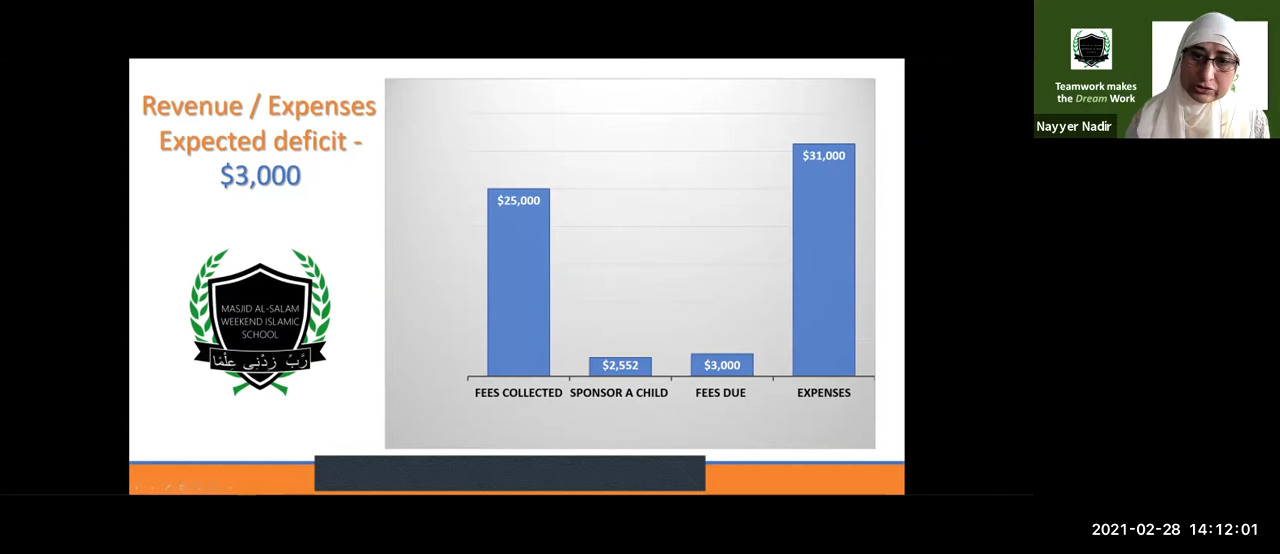 Revenue / Expenses
Expected deficit -
$3,000
MASJID AL-SALAM
WEEKEND ISLAMIC
SCHOOL
رَّبِّ زِدْنِي عِلْمًا
$25,000
$2,552
$3,000
$31,000
FEES COLLECTED
SPONSOR A CHILD
FEES DUE
EXPENSES
Teamwork makes
the Dream Work
Nayyer Nadir
2021-02-28 14:12:01